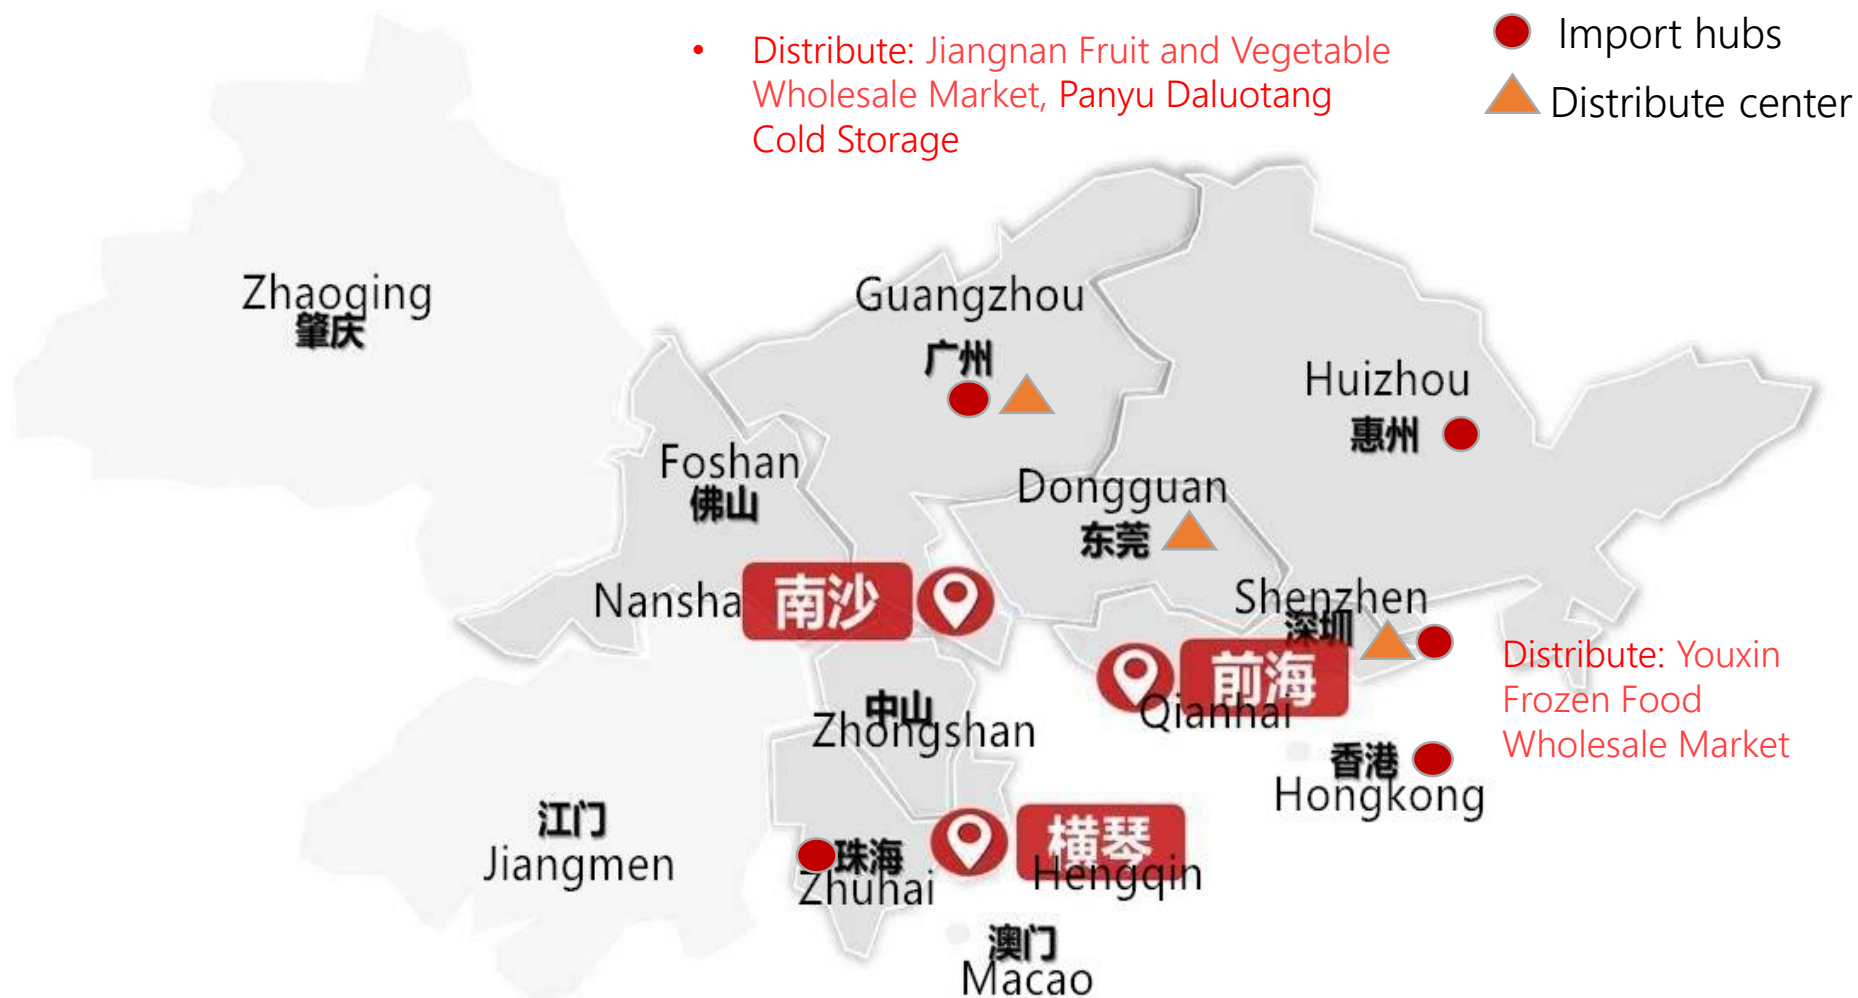 • Distribute: Jiangnan Fruit and Vegetable
Wholesale Market, Panyu Daluotang
Cold Storage
Import hubs
Distribute center
Zhaoqing
肇庆
Guangzhou
广州
Huizhou
惠州
Foshan
佛山
Dongguan
东莞
Nansha 南沙
Shenzhen
深圳
前海
Qianhai
Distribute: Youxin
Frozen Food
Wholesale Market
中山
Zhongshan
香港
Hongkong
江门
Jiangmen
珠海
Zhuhai
横琴
Hengqin
澳门
Macao